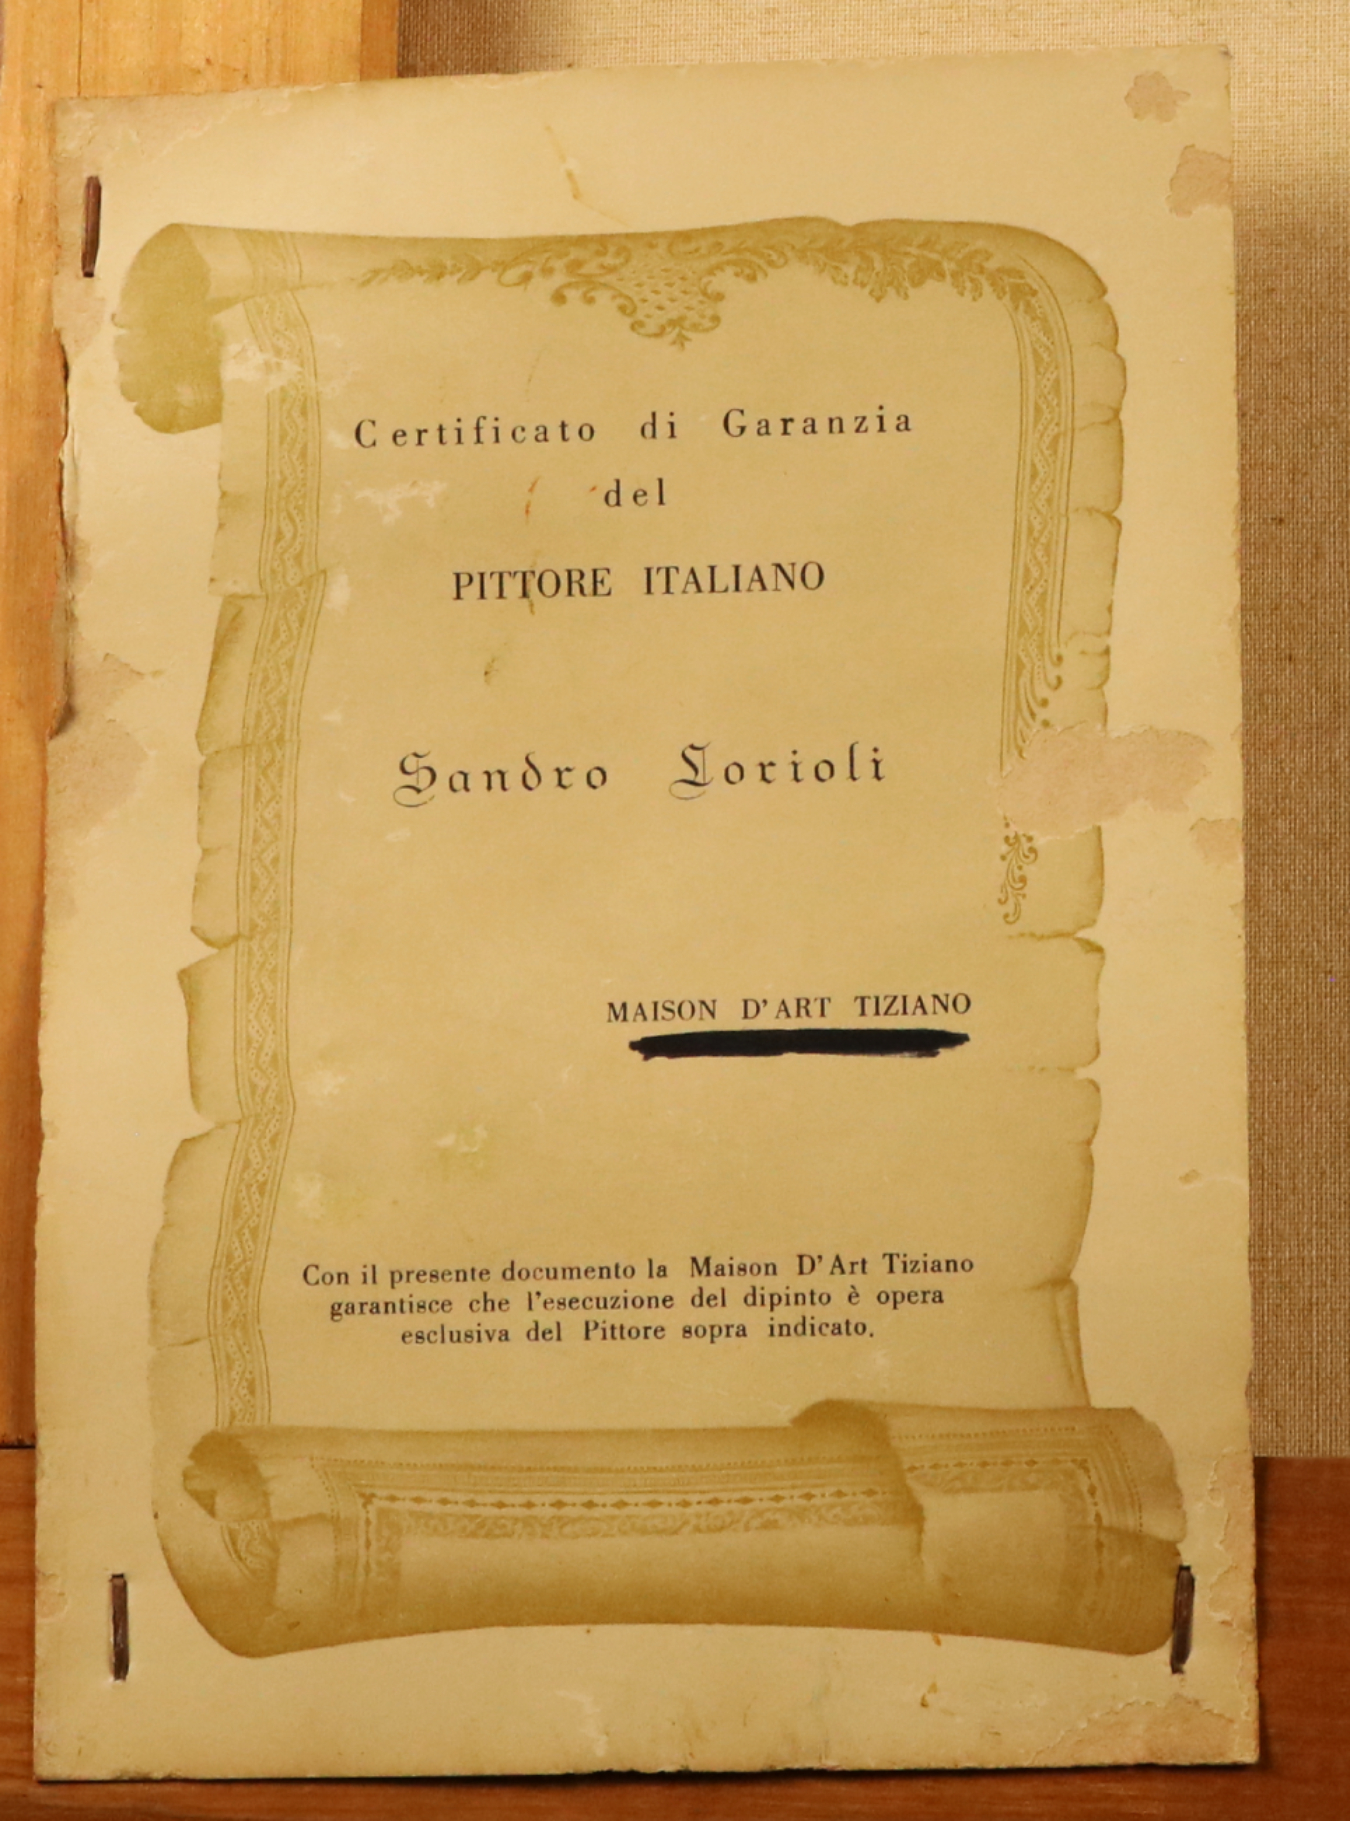 Certificato di Garanzia
del
PITTORE ITALIANO
Sandro Lorioli
MAISON D'ART TIZIANO
Con il presente documento la Maison D'Art Tiziano
garantisce che l'esecuzione del dipinto è opera
esclusiva del Pittore sopra indicato.